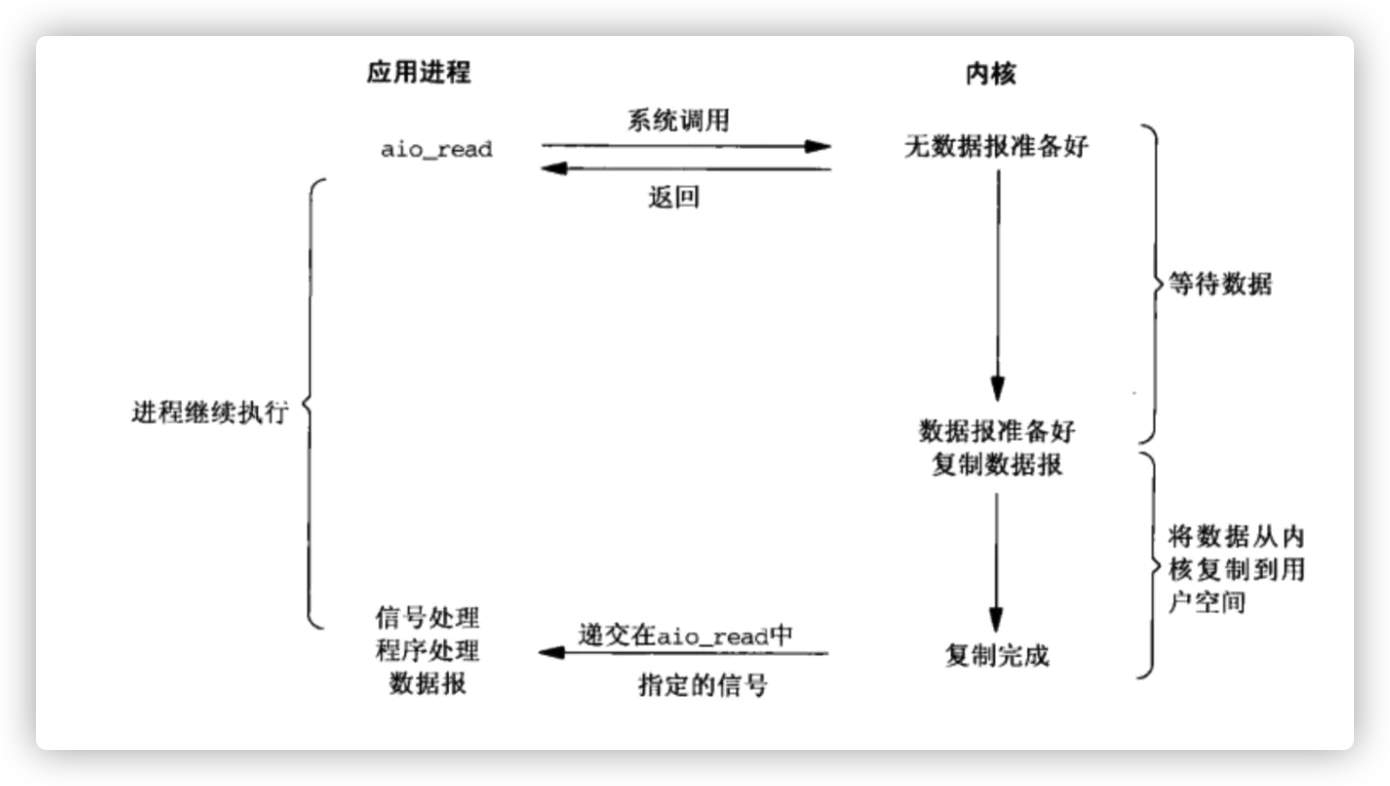 应用进程
内核
系统调用
aio_read
无数据报准备好
返回
等待数据
进程继续执行
数据报准备好
复制数据报
将数据从内
核复制到用
户空间
信号处理
程序处理
数据报
递交在aio_read中
指定的信号
复制完成